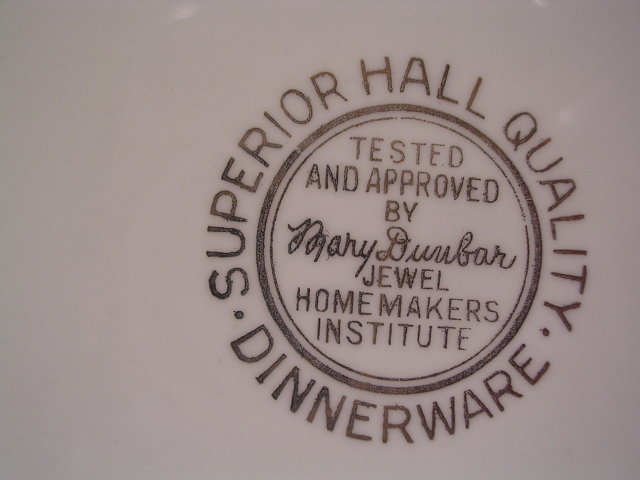 SUPERIOR HALL QUALITY
· DINNERWARE ·
TESTED
AND APPROVED
BY
Mary Dunbar
JEWEL
HOMEMAKERS
INSTITUTE